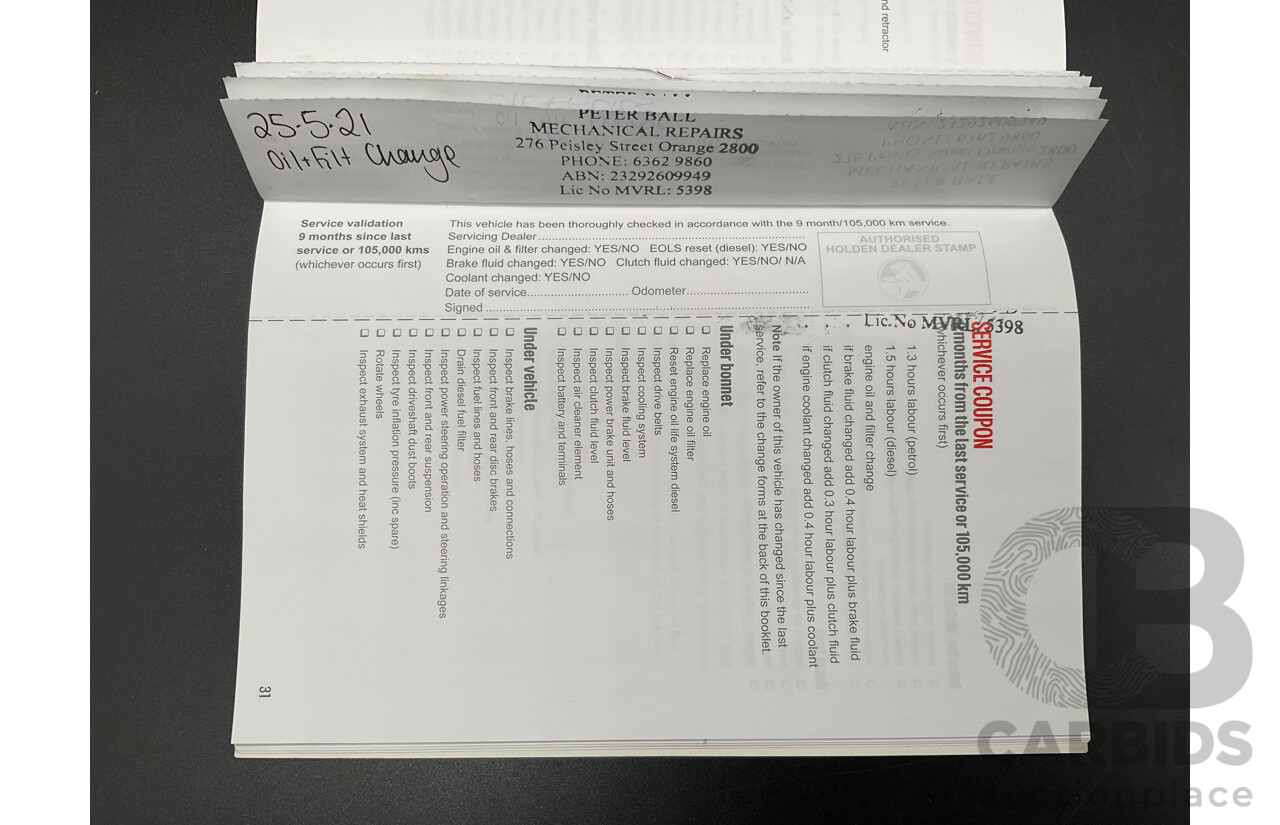 nd retractor
25.5.21
Oil + Filt Change
PETER BALL
MECHANICAL REPAIRS
276 Peisley Street Orange 2800
PHONE: 6362 9860
ABN: 23292609949
Lic No MVRL: 5398
Service validation
9 months since last
service or 105,000 kms
(whichever occurs first)
This vehicle has been thoroughly checked in accordance with the 9 month/105,000 km service.
Servicing Dealer
Engine oil & filter changed: YES/NO EOLS reset (diesel): YES/NO
Brake fluid changed: YES/NO Clutch fluid changed: YES/NO/ N/A
Coolant changed: YES/NO
Date of service Odometer
Signed
AUTHORISED
HOLDEN DEALER STAMP
Lic.No MVRL: 5398
SERVICE COUPON
months from the last service or 105,000 km
whichever occurs first)
1.3 hours labour (petrol)
1.5 hours labour (diesel)
engine oil and filter change
if brake fluid changed add 0.4 hour labour plus brake fluid
if clutch fluid changed add 0.3 hour labour plus clutch fluid
if engine coolant changed add 0.4 hour labour plus coolant
Note If the owner of this vehicle has changed since the last
service, refer to the change forms at the back of this booklet.
Under bonnet
Replace engine oil
Replace engine oil filter
Reset engine oil life system diesel
Inspect drive belts
Inspect cooling system
Inspect brake fluid level
Inspect power brake unit and hoses
Inspect clutch fluid level
Inspect air cleaner element
Inspect battery and terminals
Under vehicle
Inspect brake lines, hoses and connections
Inspect front and rear disc brakes
Inspect fuel lines and hoses
Drain diesel fuel filter
Inspect power steering operation and steering linkages
Inspect front and rear suspension
Inspect driveshaft dust boots
Inspect tyre inflation pressure (inc spare)
Rotate wheels
Inspect exhaust system and heat shields
31
CB
CARBIDS
auctionplace